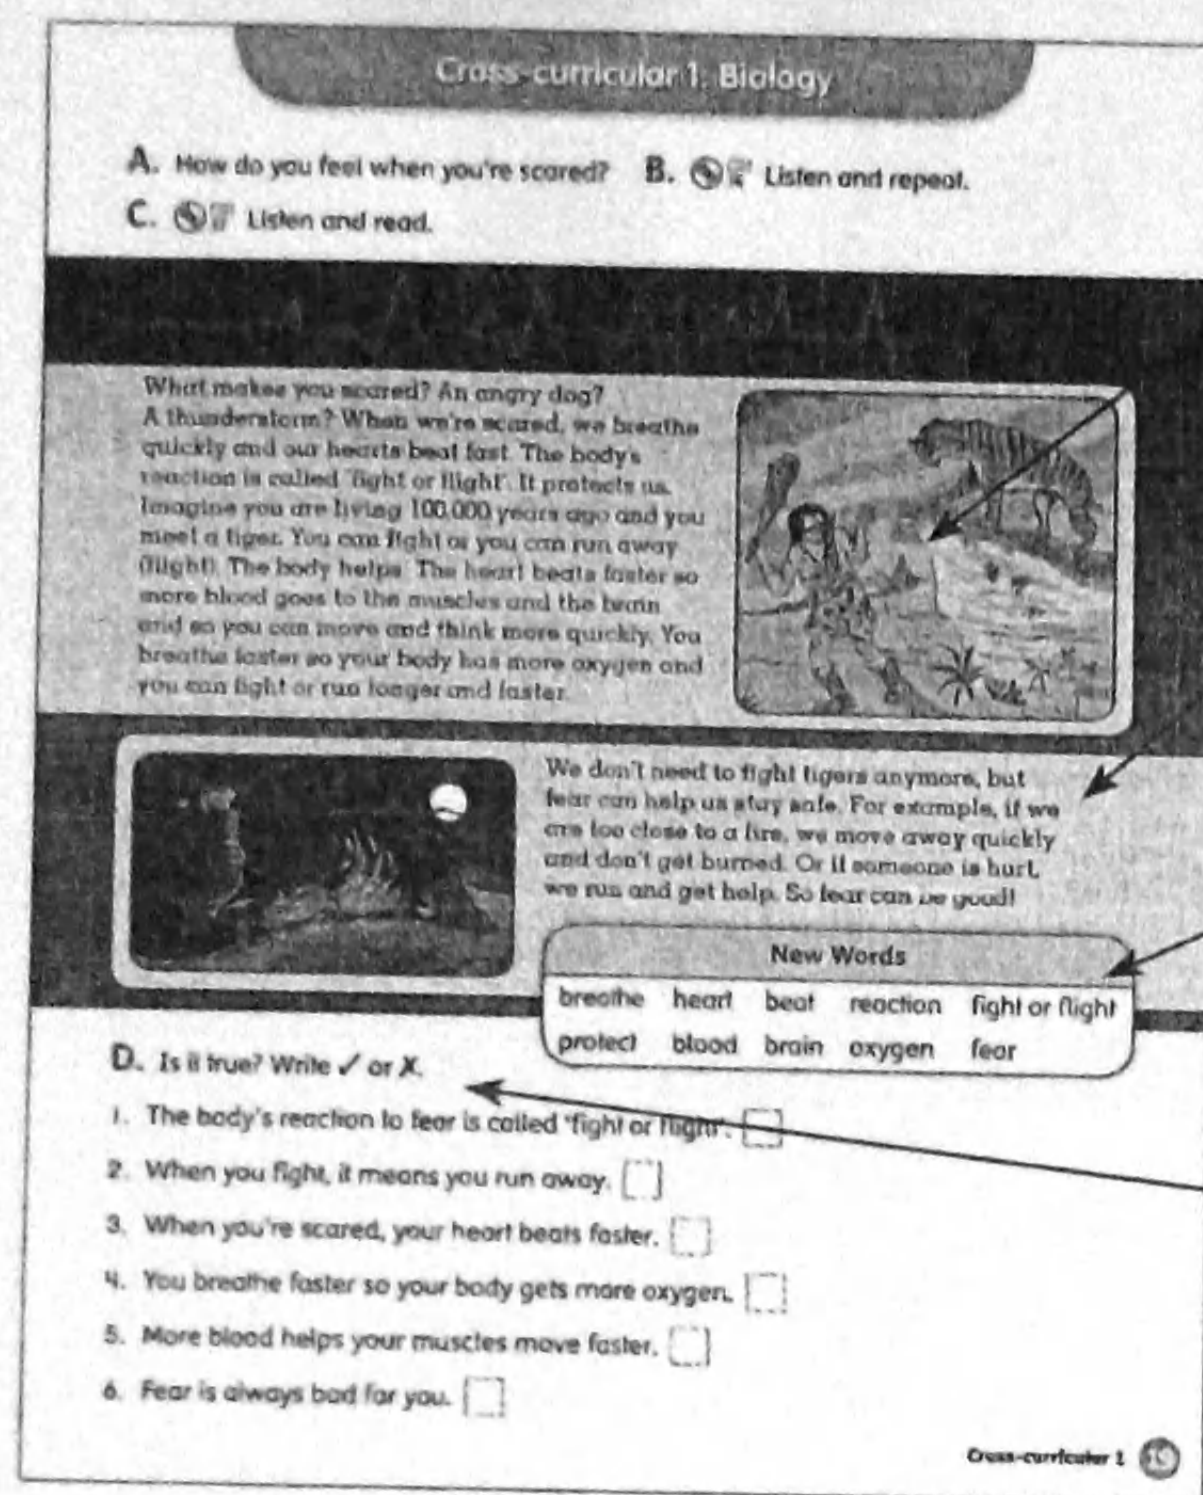 Cross-curricular 1: Biology
A. How do you feel when you're scared? B. Listen and repeat.
C. Listen and read.
What makes you scared? An angry dog?
A thunderstorm? When we're scared, we breathe
quickly and our hearts beat fast. The body's
reaction is called 'fight or flight'. It protects us.
Imagine you are living 100,000 years ago and you
meet a tiger. You can fight or you can run away
(flight). The body helps. The heart beats faster so
more blood goes to the muscles and the brain
and so you can move and think more quickly. You
breathe faster so your body has more oxygen and
you can fight or run longer and faster.
We don't need to fight tigers anymore, but
fear can help us stay safe. For example, if we
are too close to a fire, we move away quickly
and don't get burned. Or if someone is hurt,
we run and get help. So fear can be good!
New Words
breathe heart beat reaction fight or flight
protect blood brain oxygen fear
D. Is it true? Write ✓ or X.
1. The body's reaction to fear is called 'fight or flight'.
2. When you fight, it means you run away.
3. When you're scared, your heart beats faster.
4. You breathe faster so your body gets more oxygen.
5. More blood helps your muscles move faster.
6. Fear is always bad for you.
Cross-curricular 1